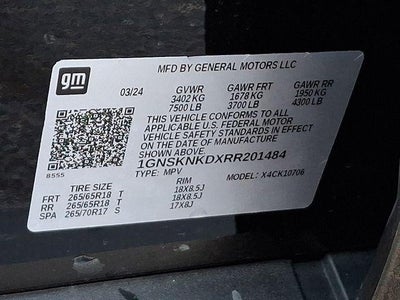 gm
MFD BY GENERAL MOTORS LLC
03/24 GVWR GAWR FRT GAWR RR
3402 KG 1678 KG 1950 KG
7500 LB 3700 LB 4300 LB
THIS VEHICLE CONFORMS TO ALL
APPLICABLE U.S. FEDERAL MOTOR
VEHICLE SAFETY STANDARDS IN
EFFECT ON THE DATE OF MANUFACTURE
SHOWN ABOVE.
1GNSKNKDXRR201484
8555 TYPE: MPV MODEL: X4CK10706
TIRE SIZE RIM
FRT 265/65R18 T 18X8.5J
RR 265/65R18 T 18X8.5J
SPA 265/70R17 S 17X8J